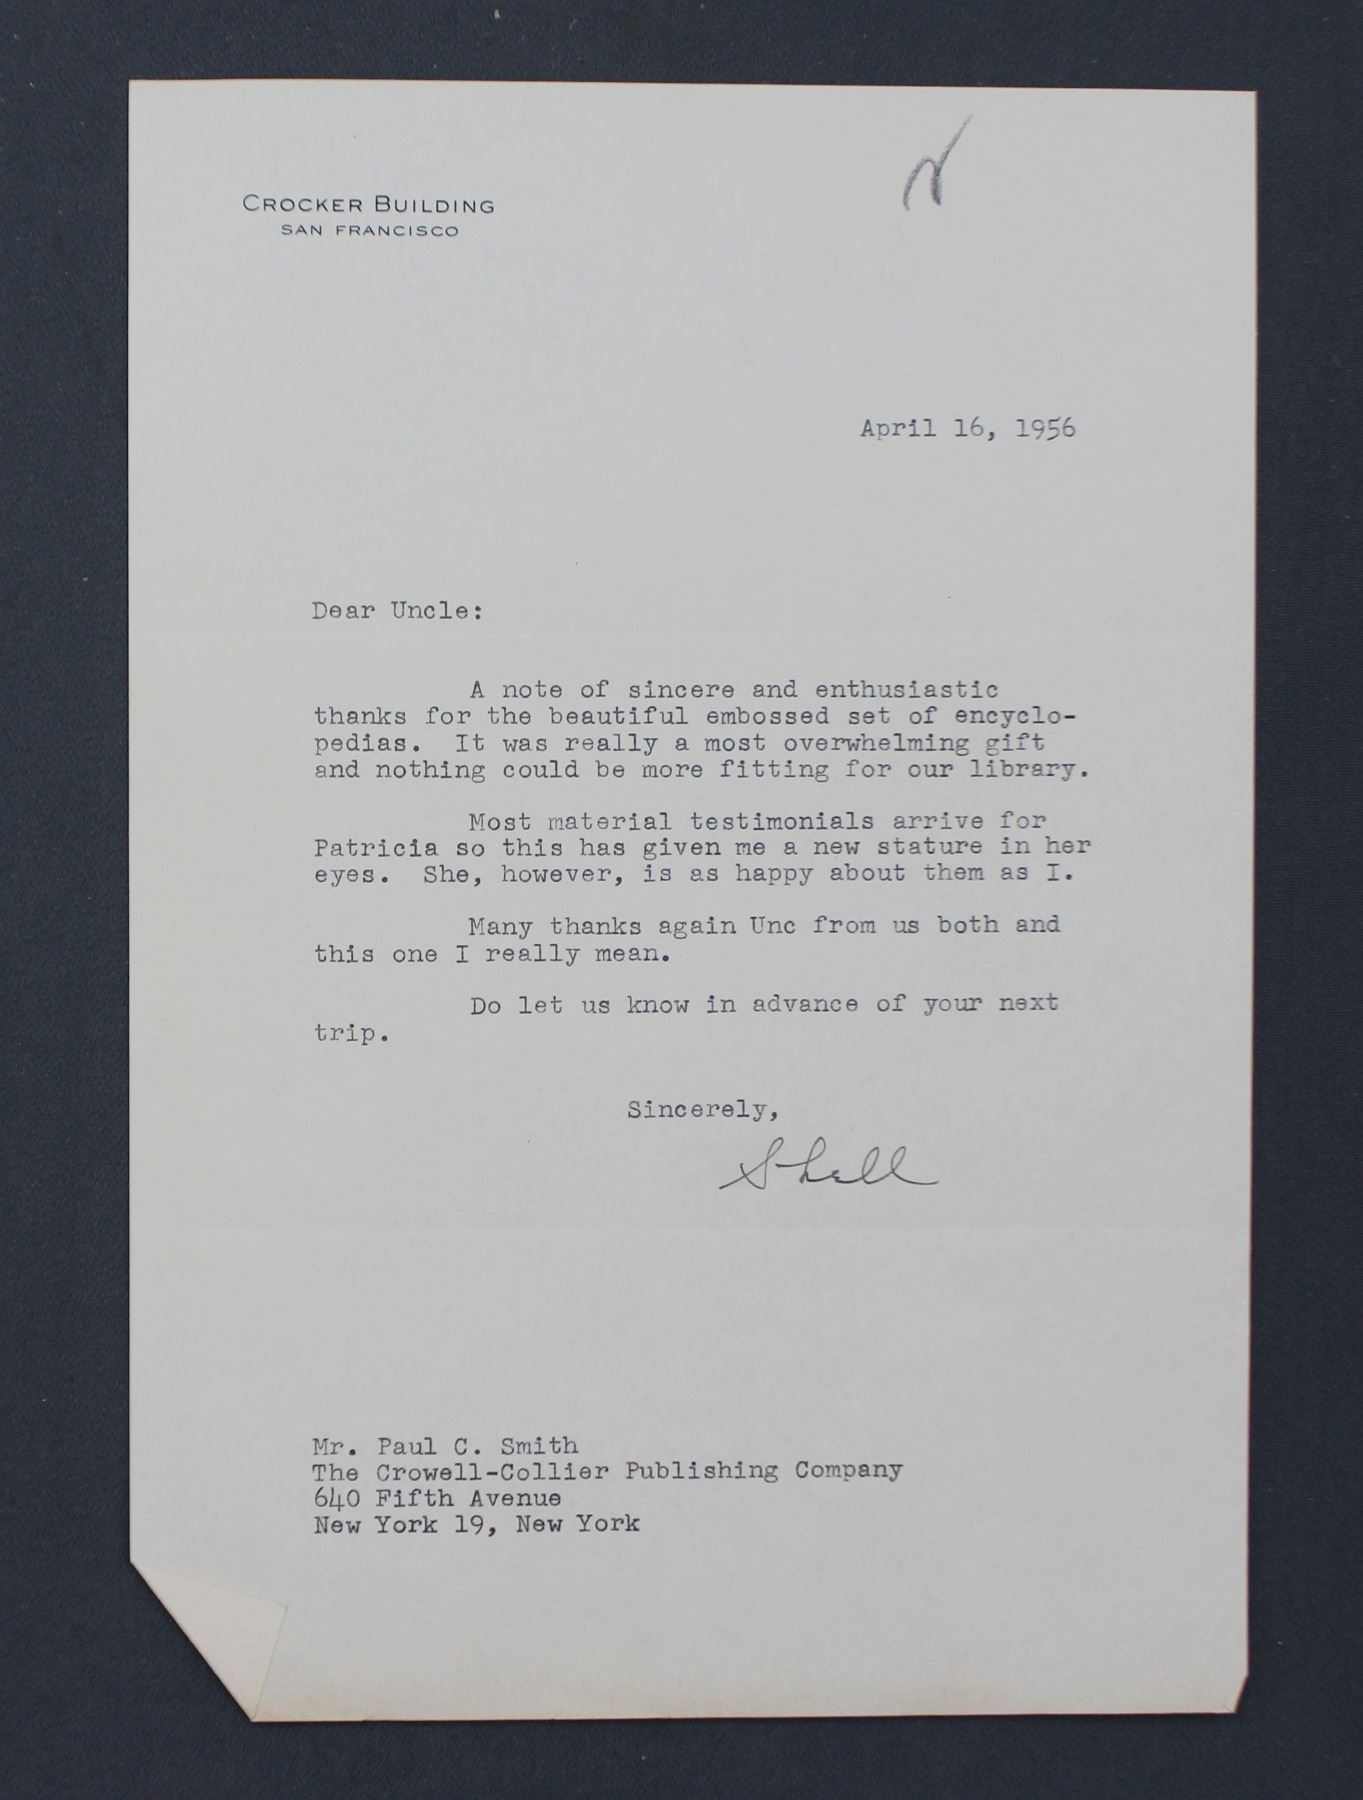 CROCKER BUILDING
SAN FRANCISCO
April 16, 1956
Dear Uncle:
A note of sincere and enthusiastic
thanks for the beautiful embossed set of encyclo-
pedias. It was really a most overwhelming gift
and nothing could be more fitting for our library.
Most material testimonials arrive for
Patricia so this has given me a new stature in her
eyes. She, however, is as happy about them as I.
Many thanks again Unc from us both and
this one I really mean.
Do let us know in advance of your next
trip.
Sincerely,
Shell
Mr. Paul C. Smith
The Crowell-Collier Publishing Company
640 Fifth Avenue
New York 19, New York